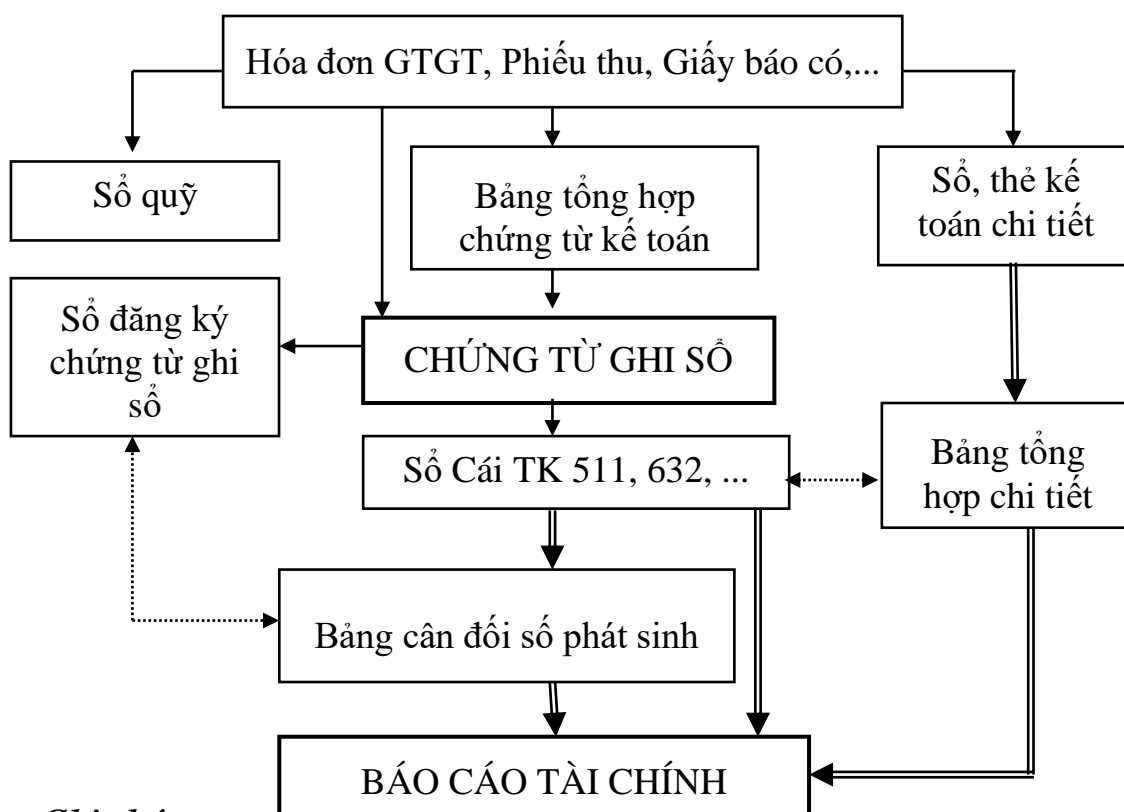 Hóa đơn GTGT, Phiếu thu, Giấy báo có,...
Sổ quỹ
Bảng tổng hợp
chứng từ kế toán
Sổ, thẻ kế
toán chi tiết
Sổ đăng ký
chứng từ ghi
sổ
CHỨNG TỪ GHI SỔ
Sổ Cái TK 511, 632, ...
Bảng tổng
hợp chi tiết
Bảng cân đối số phát sinh
BÁO CÁO TÀI CHÍNH